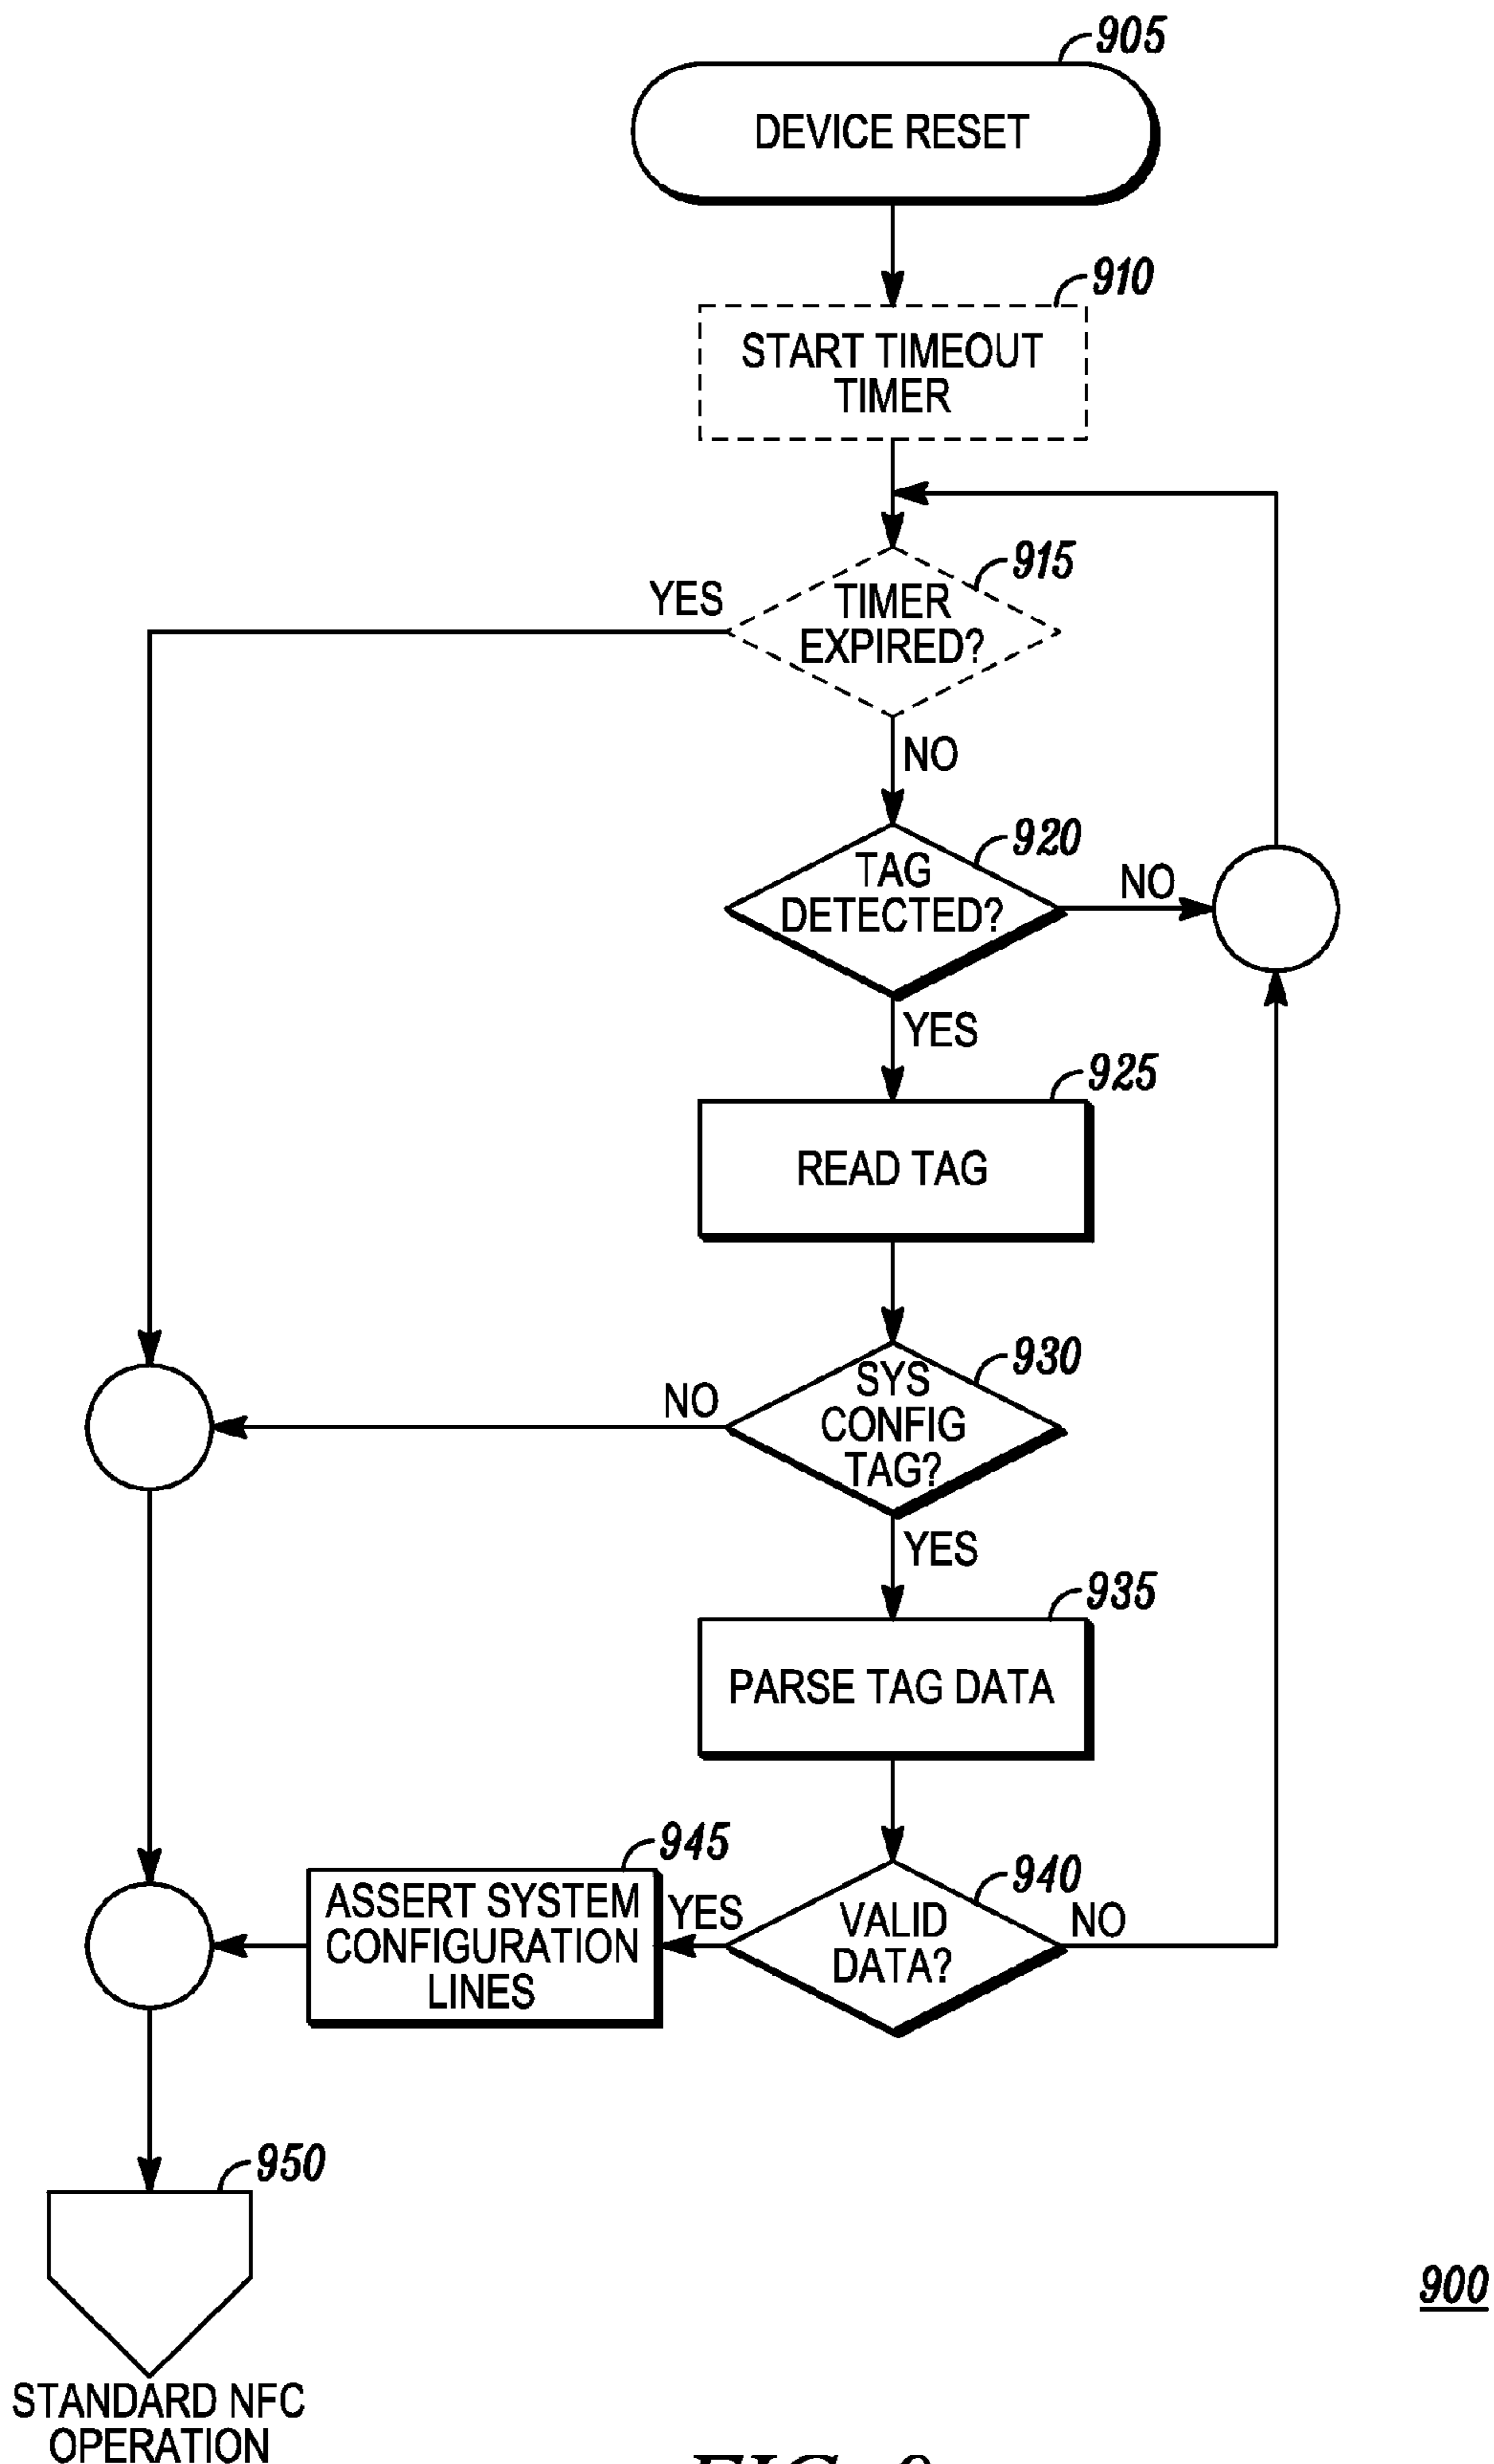 905
DEVICE RESET
910
START TIMEOUT
TIMER
915
YES
TIMER
EXPIRED?
NO
920
TAG
DETECTED?
NO
YES
925
READ TAG
930
SYS
CONFIG
TAG?
NO
YES
935
PARSE TAG DATA
945
ASSERT SYSTEM
CONFIGURATION
LINES
YES
940
VALID
DATA?
NO
950
STANDARD NFC
OPERATION
900